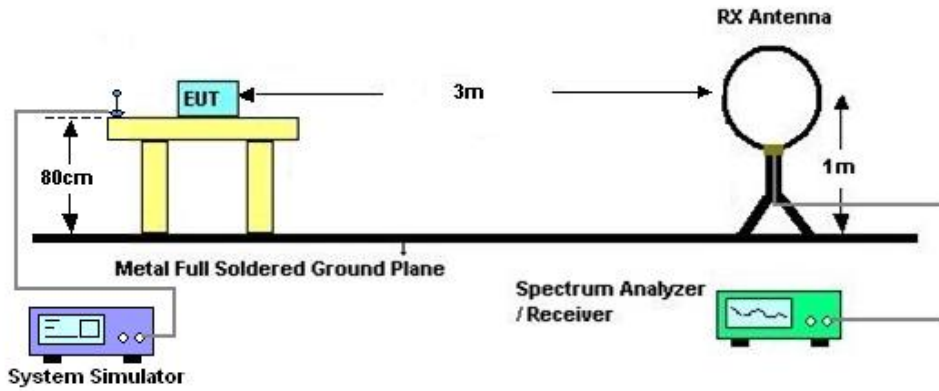 RX Antenna
EUT
3m
80cm
1m
Metal Full Soldered Ground Plane
Spectrum Analyzer
/ Receiver
System Simulator